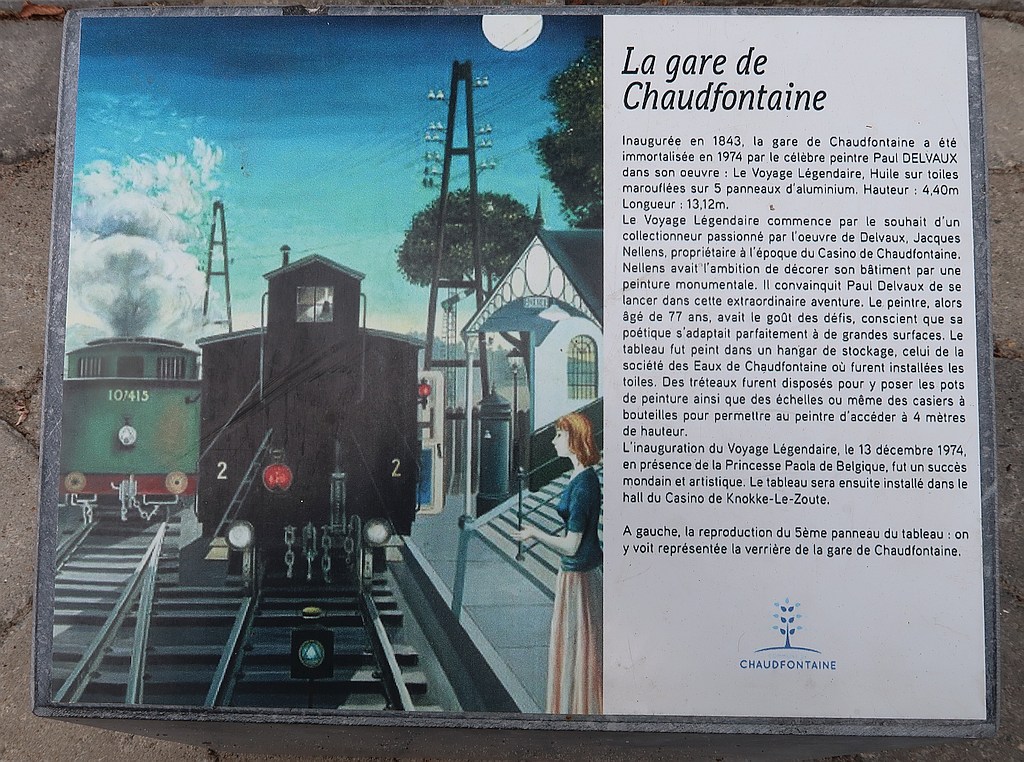 La gare de
Chaudfontaine
Inaugurée en 1843, la gare de Chaudfontaine a été
immortalisée en 1974 par le célèbre peintre Paul DELVAUX
dans son oeuvre : Le Voyage Légendaire, Huile sur toiles
marouflées sur 5 panneaux d'aluminium. Hauteur : 4,40m
Longueur : 13,12m.
Le Voyage Légendaire commence par le souhait d'un
collectionneur passionné par l'oeuvre de Delvaux, Jacques
Nellens, propriétaire à l'époque du Casino de Chaudfontaine.
Nellens avait l'ambition de décorer son bâtiment par une
peinture monumentale. Il convainquit Paul Delvaux de se
lancer dans cette extraordinaire aventure. Le peintre, alors
âgé de 77 ans, avait le goût des défis, conscient que sa
poétique s'adaptait parfaitement à de grandes surfaces. Le
tableau fut peint dans un hangar de stockage, celui de la
société des Eaux de Chaudfontaine où furent installées les
toiles. Des tréteaux furent disposés pour y poser les pots
de peinture ainsi que des échelles ou même des casiers à
bouteilles pour permettre au peintre d'accéder à 4 mètres
de hauteur.
L'inauguration du Voyage Légendaire, le 13 décembre 1974,
en présence de la Princesse Paola de Belgique, fut un succès
mondain et artistique. Le tableau sera ensuite installé dans le
hall du Casino de Knokke-Le-Zoute.
A gauche, la reproduction du 5ème panneau du tableau : on
y voit représentée la verrière de la gare de Chaudfontaine.
CHAUDFONTAINE
107415
2 2